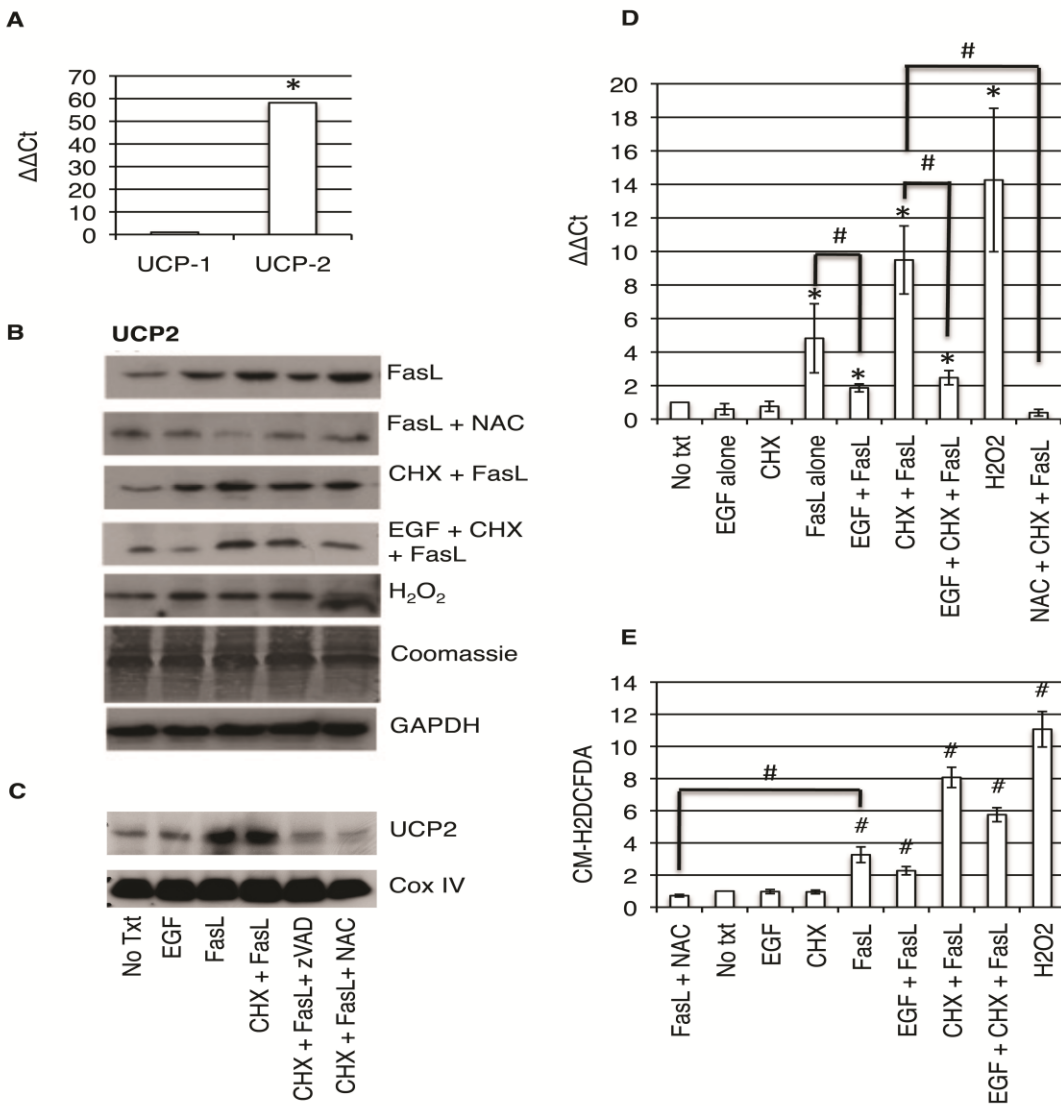 A
70
60
50
40
30
20
10
0
ΔΔCt
*
UCP-1
UCP-2
B
UCP2
FasL
FasL + NAC
CHX + FasL
EGF + CHX
+ FasL
H₂O₂
Coomassie
GAPDH
C
UCP2
Cox IV
No Txt
EGF
FasL
CHX + FasL
CHX + FasL+ zVAD
CHX + FasL+ NAC
D
20
18
16
14
12
10
8
6
4
2
0
ΔΔCt
#
*
#
*
#
*
*
*
No txt
EGF alone
CHX
FasL alone
EGF + FasL
CHX + FasL
EGF + CHX + FasL
H2O2
NAC + CHX + FasL
E
14
12
10
8
6
4
2
0
CM-H2DCFDA
#
#
#
#
#
#
FasL + NAC
No txt
EGF
CHX
FasL
EGF + FasL
CHX + FasL
EGF + CHX + FasL
H2O2